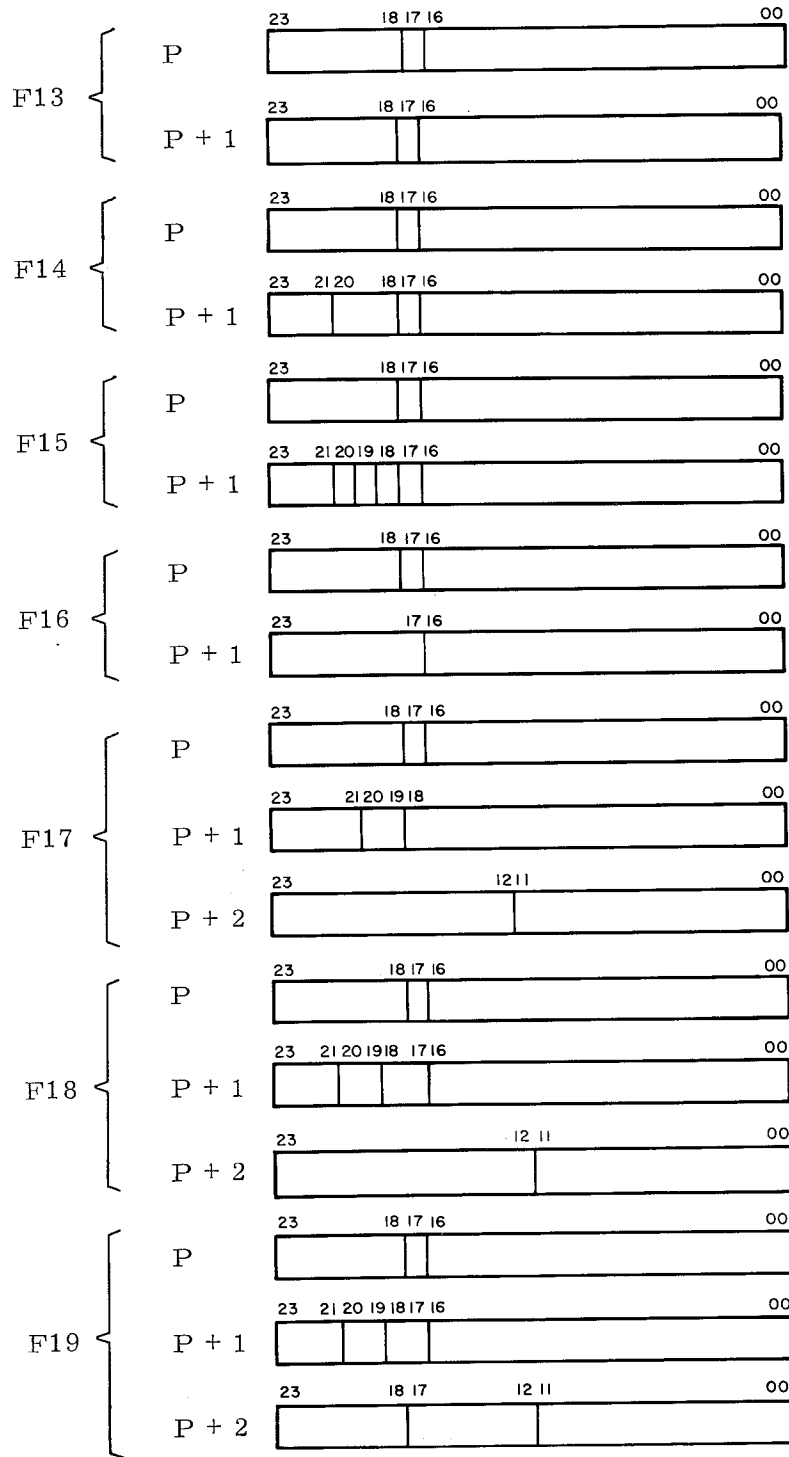 23 18 17 16 00
P
F13
23 18 17 16 00
P + 1
23 18 17 16 00
P
F14
23 21 20 18 17 16 00
P + 1
23 18 17 16 00
P
F15
23 21 20 19 18 17 16 00
P + 1
23 18 17 16 00
P
F16
23 17 16 00
P + 1
23 18 17 16 00
P
23 21 20 19 18 00
F17 P + 1
23 12 11 00
P + 2
23 18 17 16 00
P
23 21 20 19 18 17 16 00
F18 P + 1
23 12 11 00
P + 2
23 18 17 16 00
P
23 21 20 19 18 17 16 00
F19 P + 1
23 18 17 12 11 00
P + 2